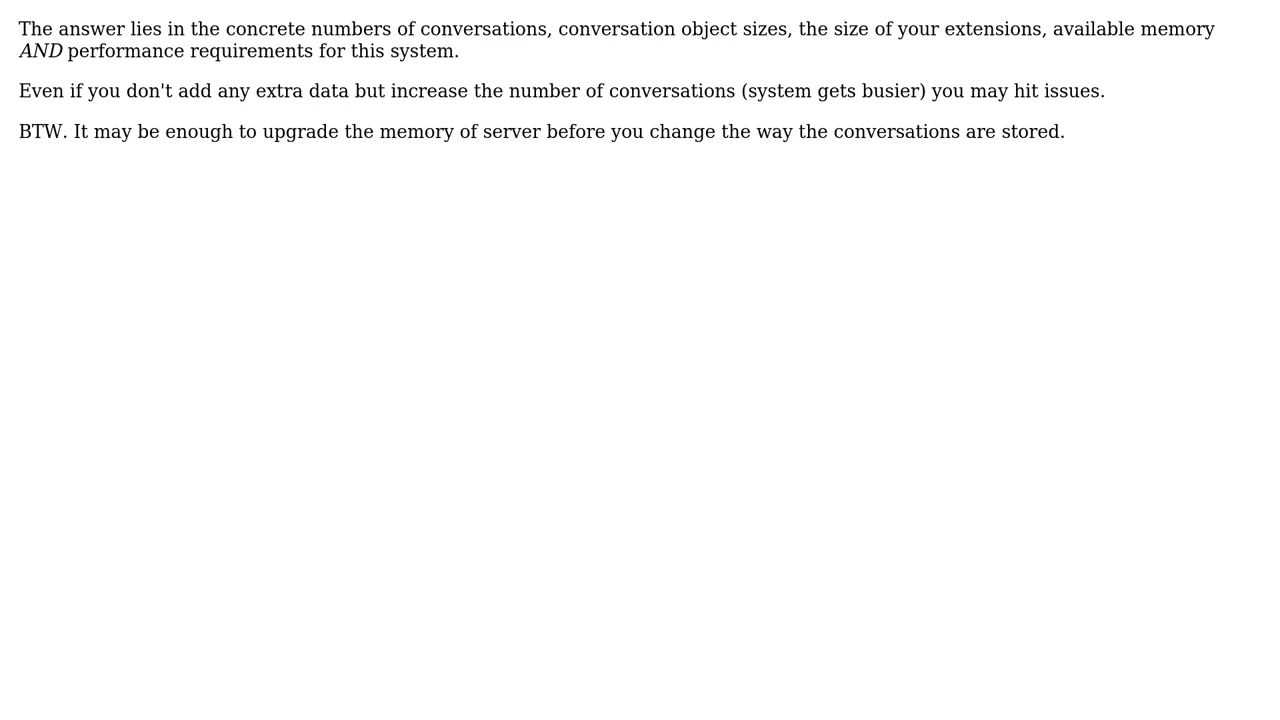 The answer lies in the concrete numbers of conversations, conversation object sizes, the size of your extensions, available memory
AND performance requirements for this system.
Even if you don't add any extra data but increase the number of conversations (system gets busier) you may hit issues.
BTW. It may be enough to upgrade the memory of server before you change the way the conversations are stored.